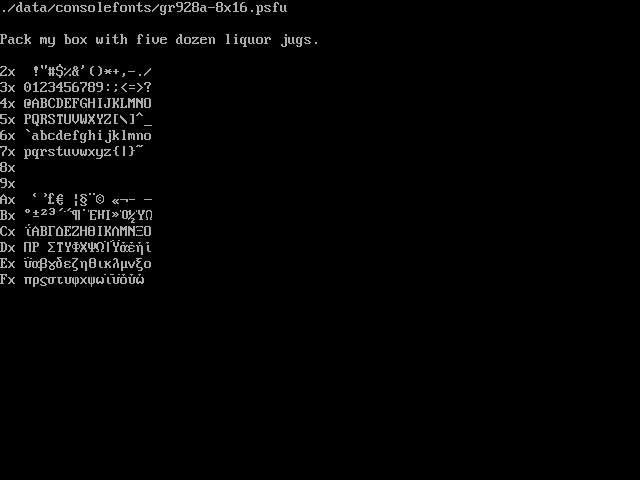 ./data/consolefonts/gr928a-8x16.psfu
Pack my box with five dozen liquor jugs.
2x  !"#$%&'()*+,-./
3x 0123456789:;<=>?
4x @ABCDEFGHIJKLMNO
5x PQRSTUVWXYZ[\]^_
6x `abcdefghijklmno
7x pqrstuvwxyz{|}~
8x
9x
Ax  ‛’£€ ¦§¨© «¬- ―
Bx °±²³΄΅¶¨ΈΉΊ»Ό½ΎΏ
Cx ΐΑΒΓΔΕΖΗΘΙΚΛΜΝΞΟ
Dx ΠΡ ΣΤΥΦΧΨΩΪΫάέήί
Ex ΰαβγδεζηθικλμνξο
Fx πρςστυφχψωϊϋόύώ